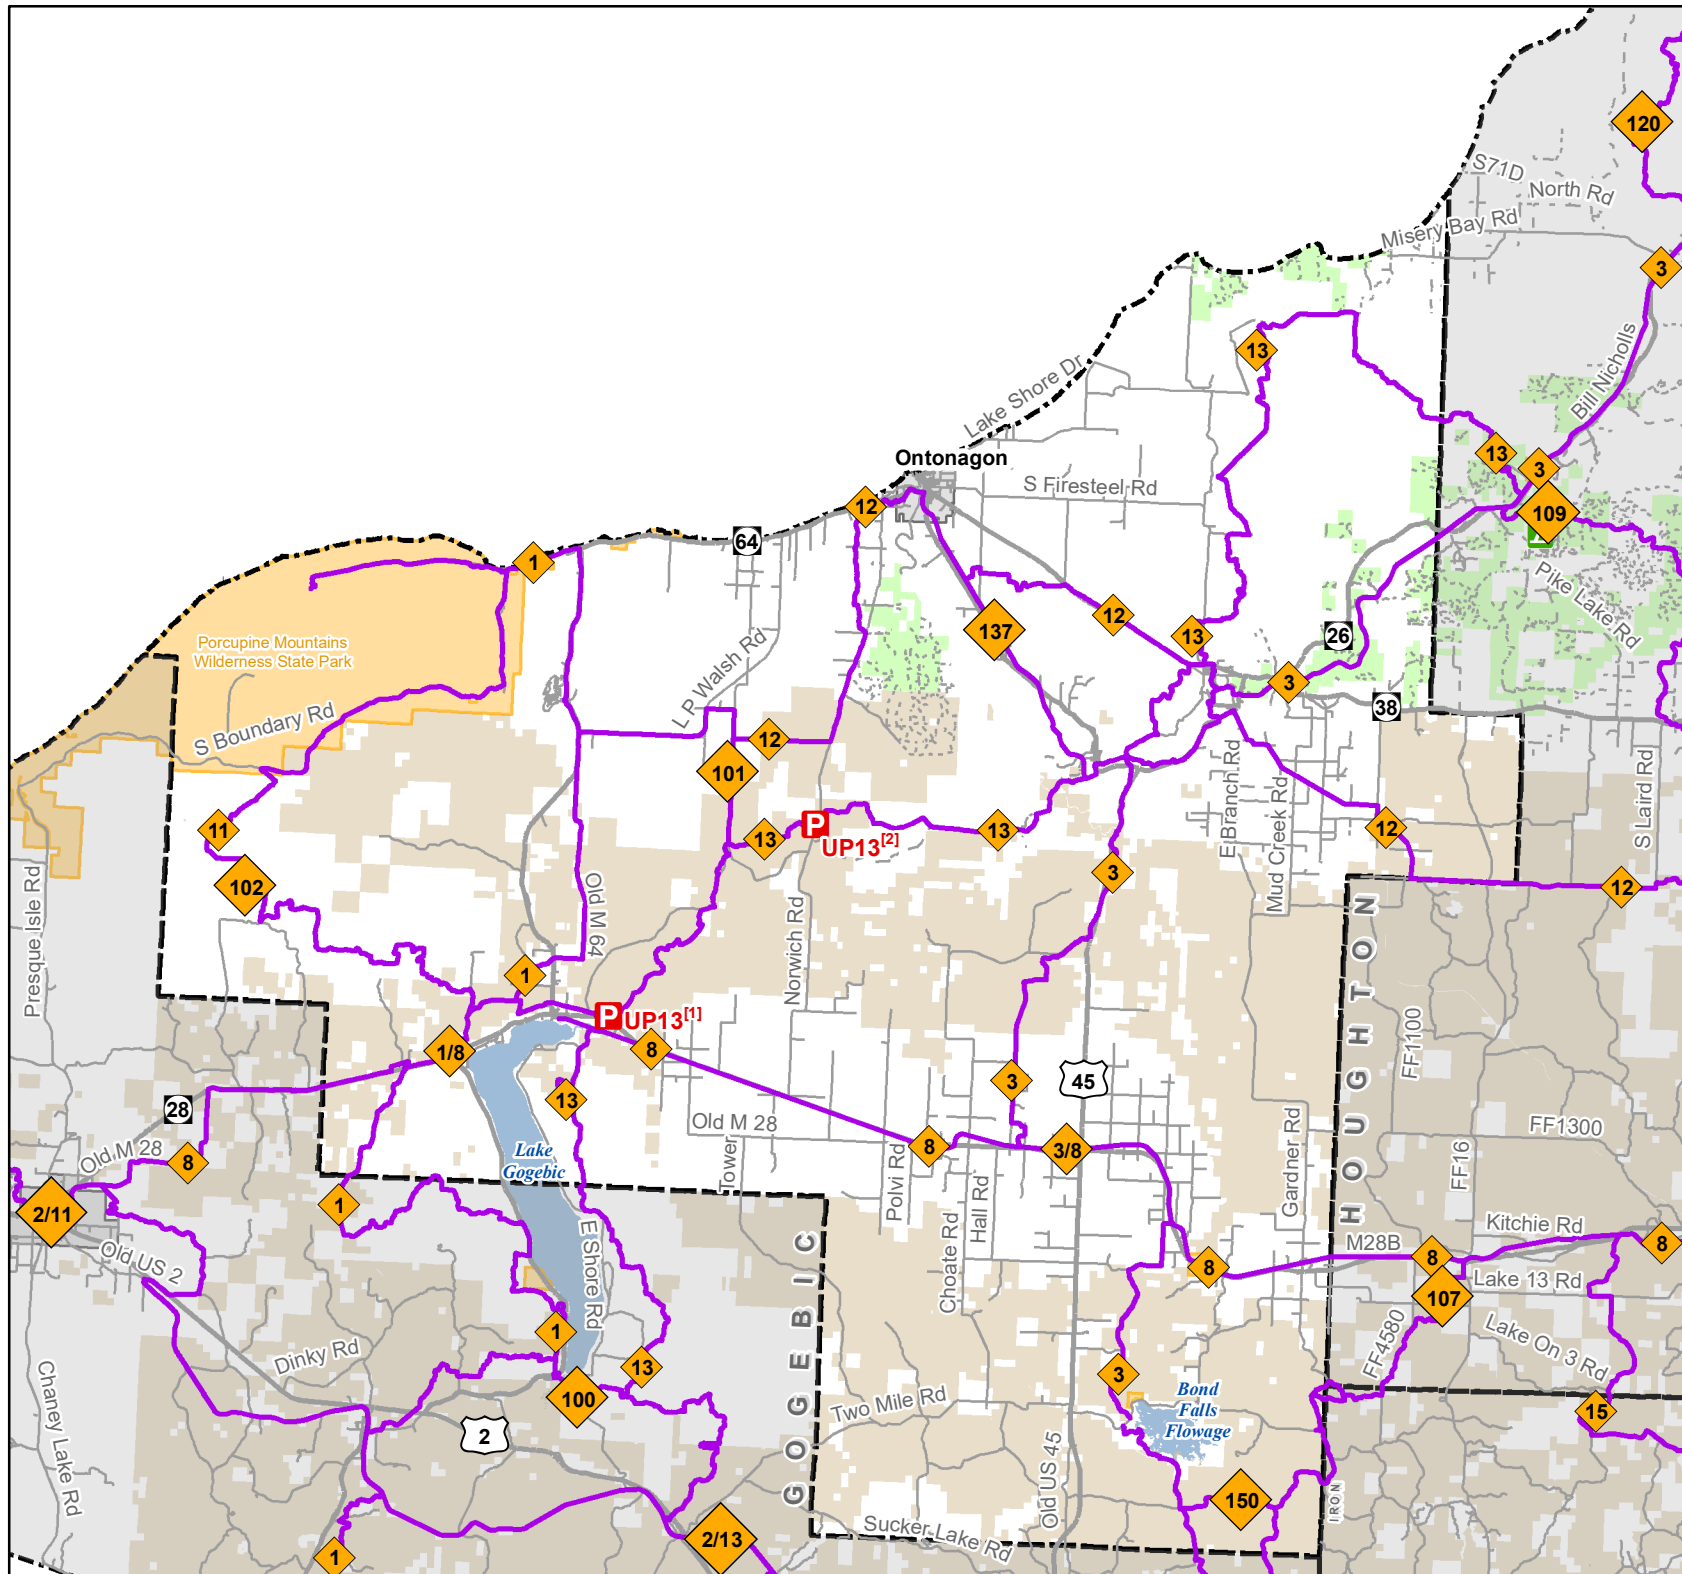 120
S71D
North Rd
Misery Bay Rd
3
Bill Nicholls
13
Lake Shore Dr
Ontonagon
13
3
S Firesteel Rd
12
109
64
1
Pike Lake Rd
12
137
13
26
Porcupine Mountains
Wilderness State Park
L P Walsh Rd
3
38
S Boundary Rd
12
101
E Branch Rd
Mud Creek Rd
S Laird Rd
11
13
P
UP13[2]
13
12
102
3
12
Presque Isle Rd
Old M 64
Norwich Rd
HOUGHTON
1
P
UP13[1]
FF1100
1/8
8
3
45
28
13
Old M 28
FF1300
Old M 28
8
Lake
Gogebic
Tower
8
3/8
Polvi Rd
Hall Rd
Gardner Rd
FF16
2/11
1
Kitchie Rd
Old US 2
E Shore Rd
GOGEBIC
Choate Rd
M28B
8
8
8
Lake 13 Rd
107
Dinky Rd
1
13
FF4580
Lake On 3 Rd
Chaney Lake Rd
100
3
Bond
Falls
Flowage
15
2
Two Mile Rd
Old US 45
150
IRON
1
2/13
Sucker Lake Rd